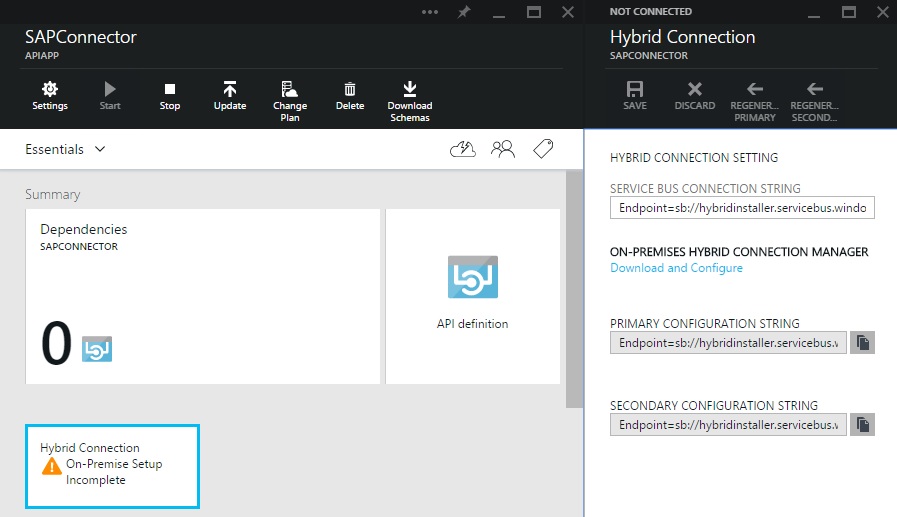 SAPConnector
APIAPP
Settings
Start
Stop
Update
Change
Plan
Delete
Download
Schemas
Essentials
Summary
Dependencies
SAPCONNECTOR
0
API definition
Hybrid Connection
On-Premise Setup
Incomplete
NOT CONNECTED
Hybrid Connection
SAPCONNECTOR
SAVE
DISCARD
REGENER...
PRIMARY
REGENER...
SECOND...
HYBRID CONNECTION SETTING
SERVICE BUS CONNECTION STRING
Endpoint=sb://hybridinstaller.servicebus.windo
ON-PREMISES HYBRID CONNECTION MANAGER
Download and Configure
PRIMARY CONFIGURATION STRING
Endpoint=sb://hybridinstaller.servicebus.w
SECONDARY CONFIGURATION STRING
Endpoint=sb://hybridinstaller.servicebus.w